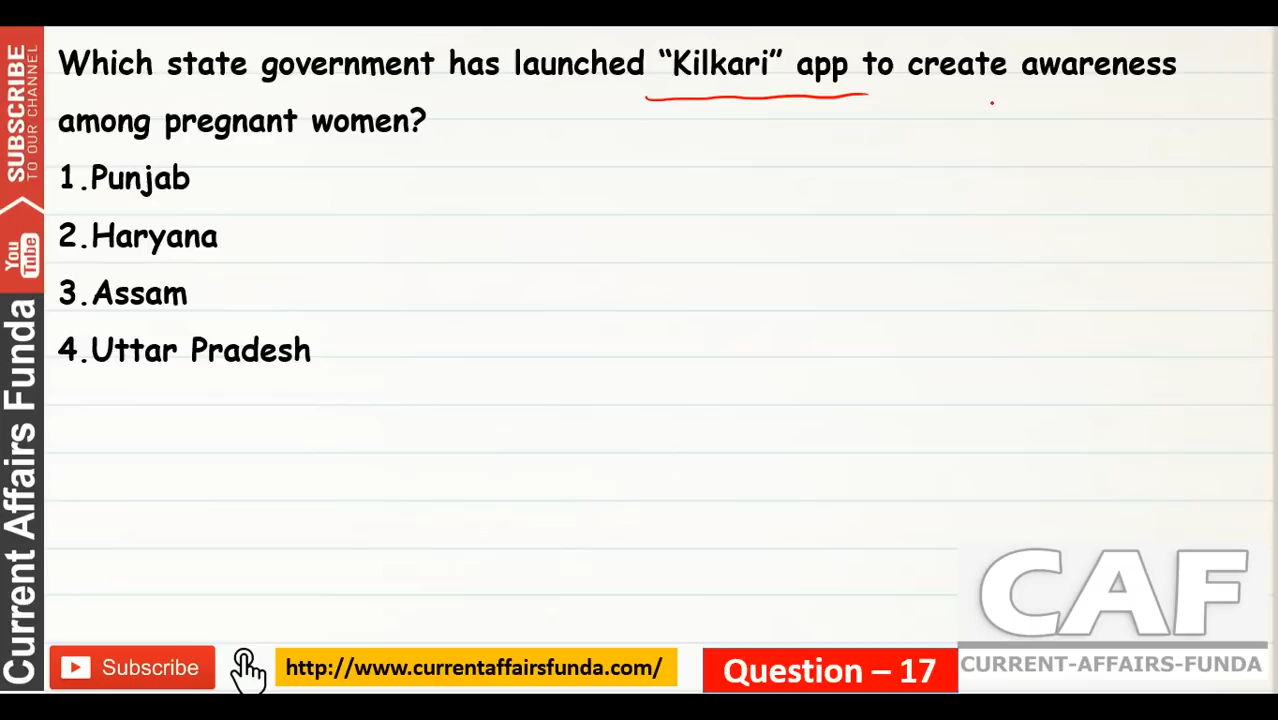 Which state government has launched “Kilkari” app to create awareness
among pregnant women?
1.Punjab
2.Haryana
3.Assam
4.Uttar Pradesh
SUBSCRIBE
TO OUR CHANNEL
You
Tube
Current Affairs Funda
CAF
CURRENT-AFFAIRS-FUNDA
Subscribe
http://www.currentaffairsfunda.com/
Question – 17